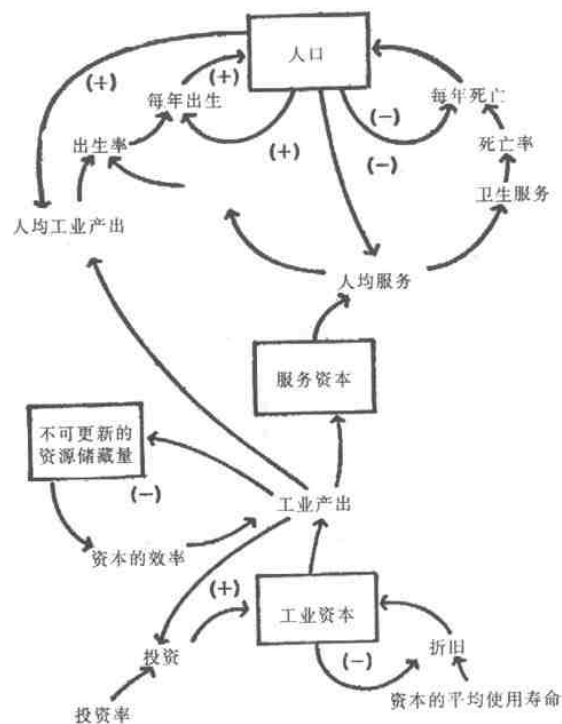 人口
(+)
(+)
每年出生
(-)
每年死亡
出生率
(+)
(-)
死亡率
卫生服务
人均工业产出
人均服务
服务资本
不可更新的
资源储藏量
(-)
工业产出
资本的效率
(+)
工业资本
投资
(-)
折旧
资本的平均使用寿命
投资率